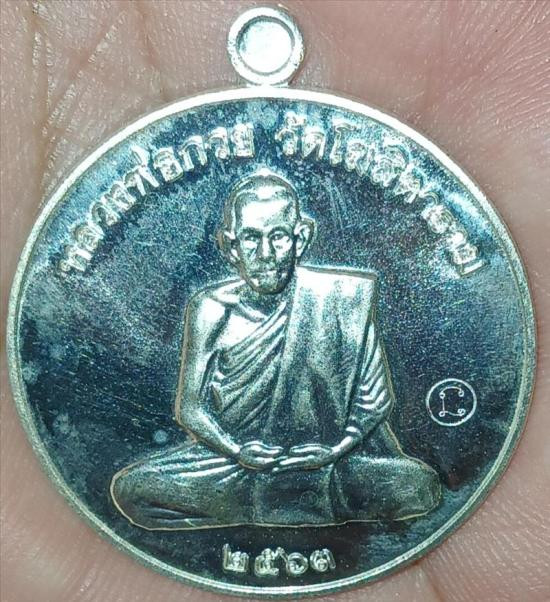 หลวงพ่อกวย วัดโฆสิตาราม
๒๕๖๓